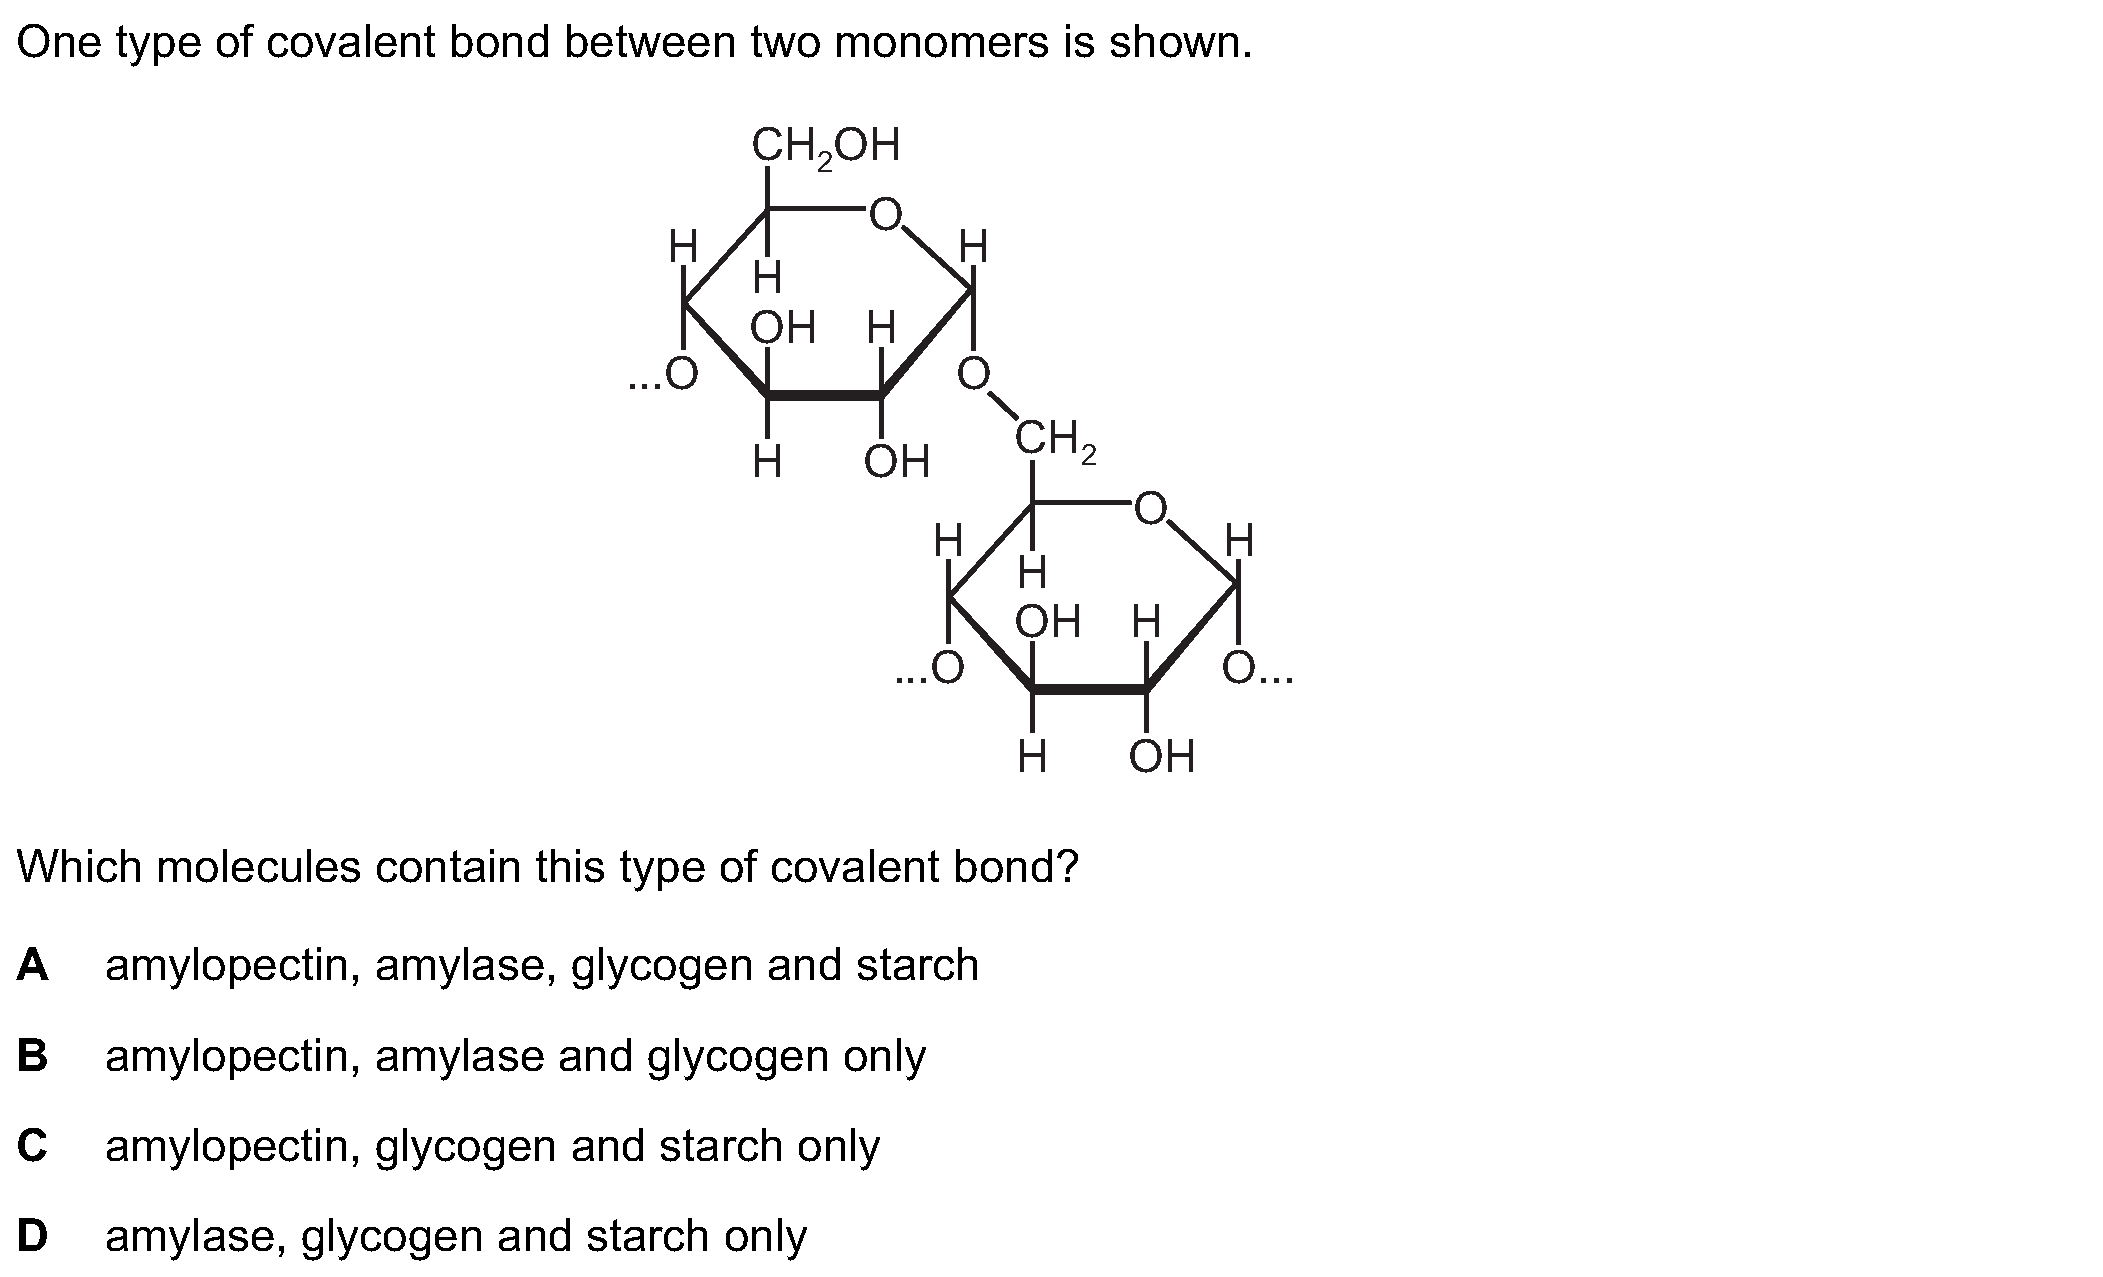 One type of covalent bond between two monomers is shown.
CH₂OH
O
H H
H
OH H
...O O
H OH
CH₂
O
H H
H
OH H
...O O...
H OH
Which molecules contain this type of covalent bond?
A amylopectin, amylase, glycogen and starch
B amylopectin, amylase and glycogen only
C amylopectin, glycogen and starch only
D amylase, glycogen and starch only